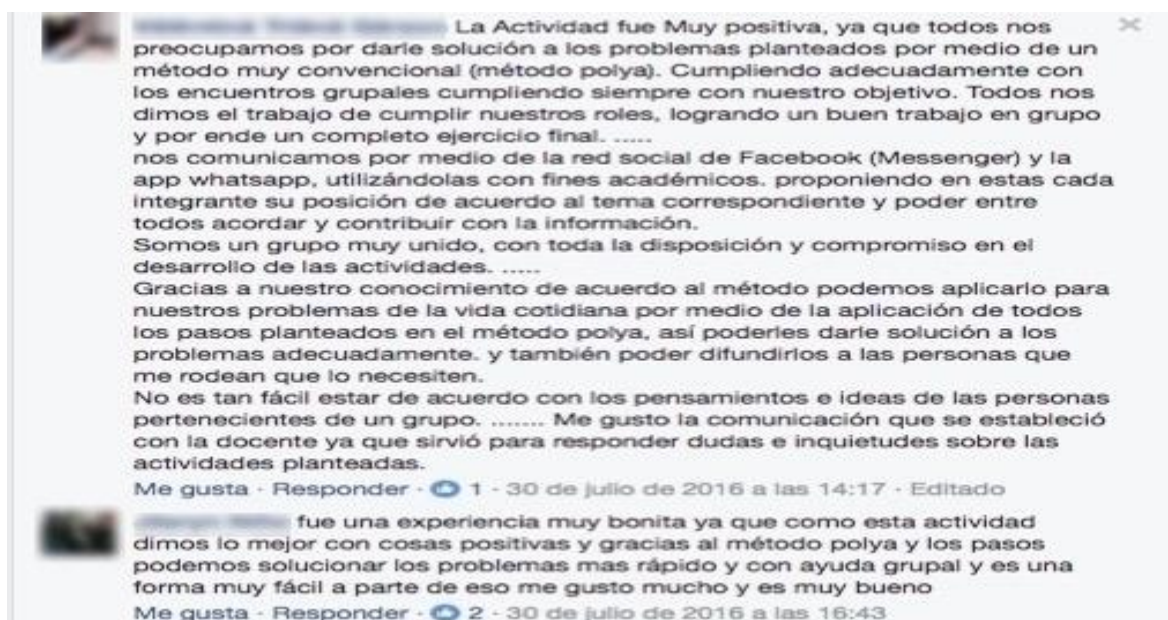 La Actividad fue Muy positiva, ya que todos nos
preocupamos por darle solución a los problemas planteados por medio de un
método muy convencional (método polya). Cumpliendo adecuadamente con
los encuentros grupales cumpliendo siempre con nuestro objetivo. Todos nos
dimos el trabajo de cumplir nuestros roles, logrando un buen trabajo en grupo
y por ende un completo ejercicio final. .....
nos comunicamos por medio de la red social de Facebook (Messenger) y la
app whatsapp, utilizándolas con fines académicos. proponiendo en estas cada
integrante su posición de acuerdo al tema correspondiente y poder entre
todos acordar y contribuir con la información.
Somos un grupo muy unido, con toda la disposición y compromiso en el
desarrollo de las actividades. .....
Gracias a nuestro conocimiento de acuerdo al método podemos aplicarlo para
nuestros problemas de la vida cotidiana por medio de la aplicación de todos
los pasos planteados en el método polya, así poderles darle solución a los
problemas adecuadamente. y también poder difundirlos a las personas que
me rodean que lo necesiten.
No es tan fácil estar de acuerdo con los pensamientos e ideas de las personas
pertenecientes de un grupo. ....... Me gusto la comunicación que se estableció
con la docente ya que sirvió para responder dudas e inquietudes sobre las
actividades planteadas.
Me gusta · Responder · 1 · 30 de julio de 2016 a las 14:17 · Editado
fue una experiencia muy bonita ya que como esta actividad
dimos lo mejor con cosas positivas y gracias al método polya y los pasos
podemos solucionar los problemas mas rápido y con ayuda grupal y es una
forma muy fácil a parte de eso me gusto mucho y es muy bueno
Me gusta · Responder · 2 · 30 de julio de 2016 a las 16:43